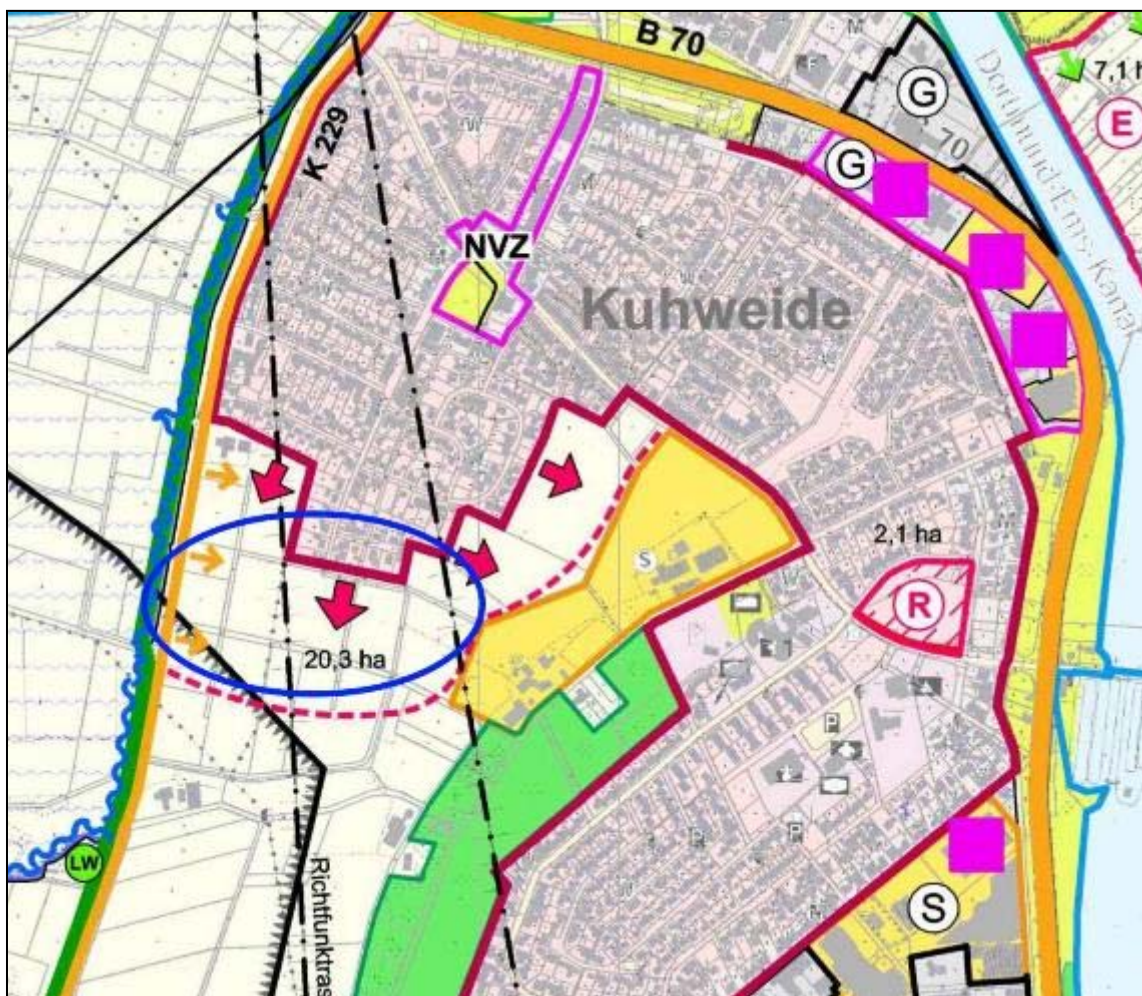 B 70
G
7,1 h
E
K 229
G
70
Dortmund-Ems-Kanal
NVZ
Kuhweide
S
2,1 ha
R
20,3 ha
P
P
P
LW
Richtfunktras
S